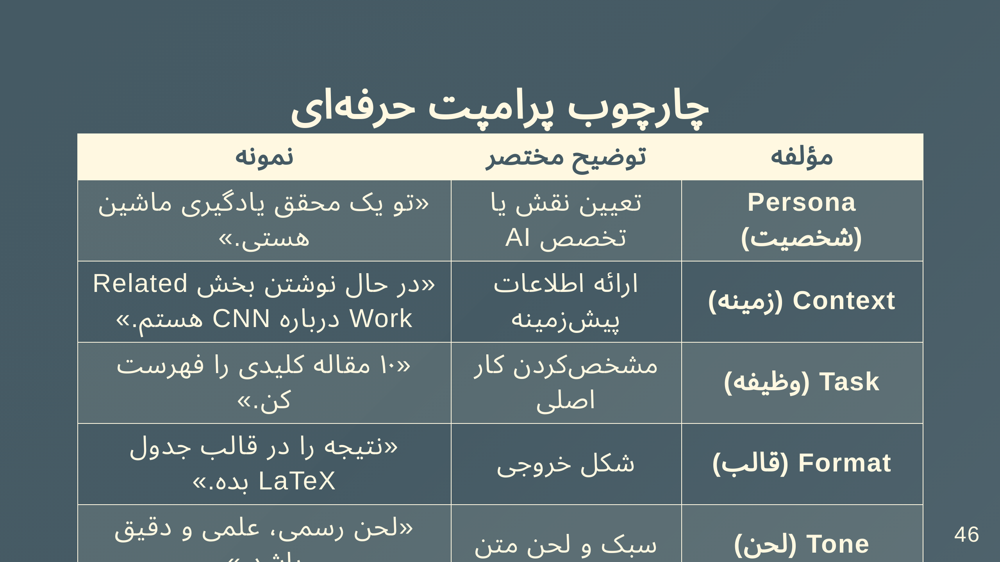 چارچوب پرامپت حرفه‌ای
مؤلفه
توضیح مختصر
نمونه
Persona
(شخصیت)
تعیین نقش یا
تخصص AI
«تو یک محقق یادگیری ماشین
هستی.»
Context (زمینه)
ارائه اطلاعات
پیش‌زمینه
«در حال نوشتن بخش Related
Work درباره CNN هستم.»
Task (وظیفه)
مشخص‌کردن کار
اصلی
«۱۰ مقاله کلیدی را فهرست
کن.»
Format (قالب)
شکل خروجی
«نتیجه را در قالب جدول
LaTeX بده.»
Tone (لحن)
سبک و لحن متن
«لحن رسمی، علمی و دقیق
باشد.»
46